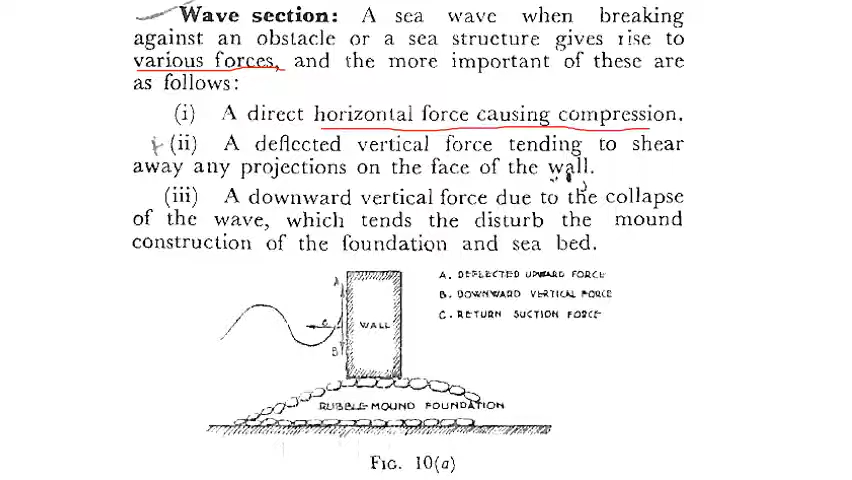 Wave section: A sea wave when breaking
against an obstacle or a sea structure gives rise to
various forces, and the more important of these are
as follows:
(i) A direct horizontal force causing compression.
(ii) A deflected vertical force tending to shear
away any projections on the face of the wall.
(iii) A downward vertical force due to the collapse
of the wave, which tends the disturb the mound
construction of the foundation and sea bed.
A. DEFLECTED UPWARD FORCE
B. DOWNWARD VERTICAL FORCE
C. RETURN SUCTION FORCE
A
C
WALL
B
RUBBLE-MOUND FOUNDATION
FIG. 10(a)